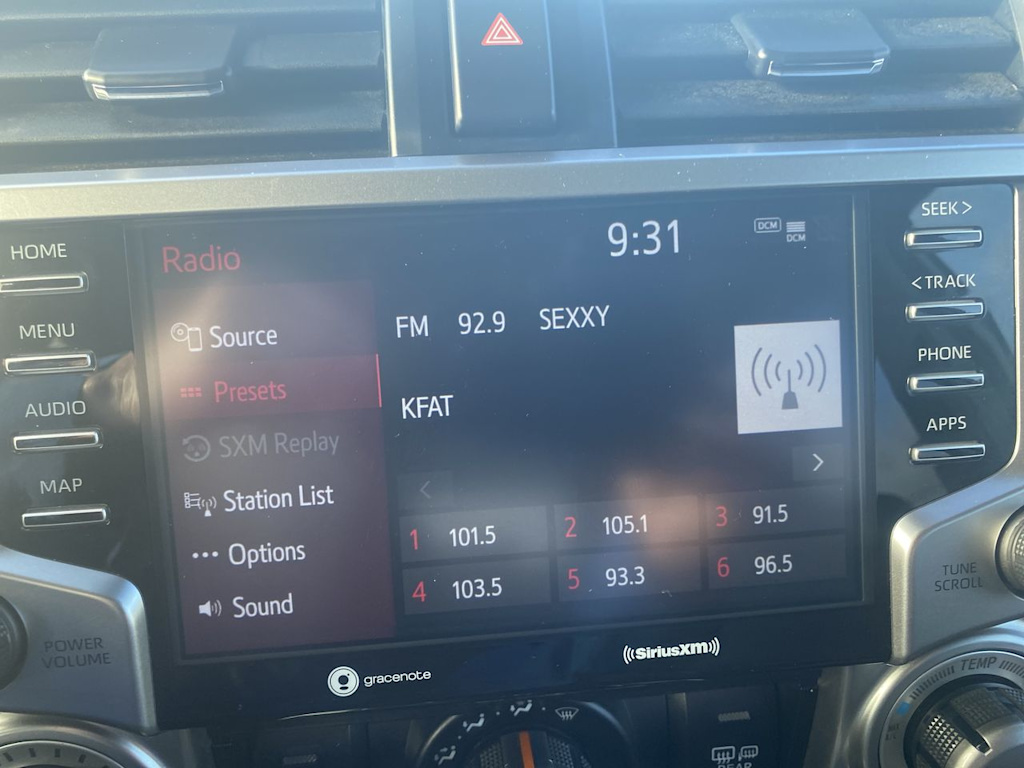 HOME
MENU
AUDIO
MAP
POWER
VOLUME
Radio
9:31
DCM
DCM
Source
Presets
SXM Replay
Station List
Options
Sound
FM 92.9 SEXXY
KFAT
1 101.5 2 105.1 3 91.5
4 103.5 5 93.3 6 96.5
gracenote
((SiriusXM))
SEEK >
< TRACK
PHONE
APPS
TUNE
SCROLL
TEMP
REAR